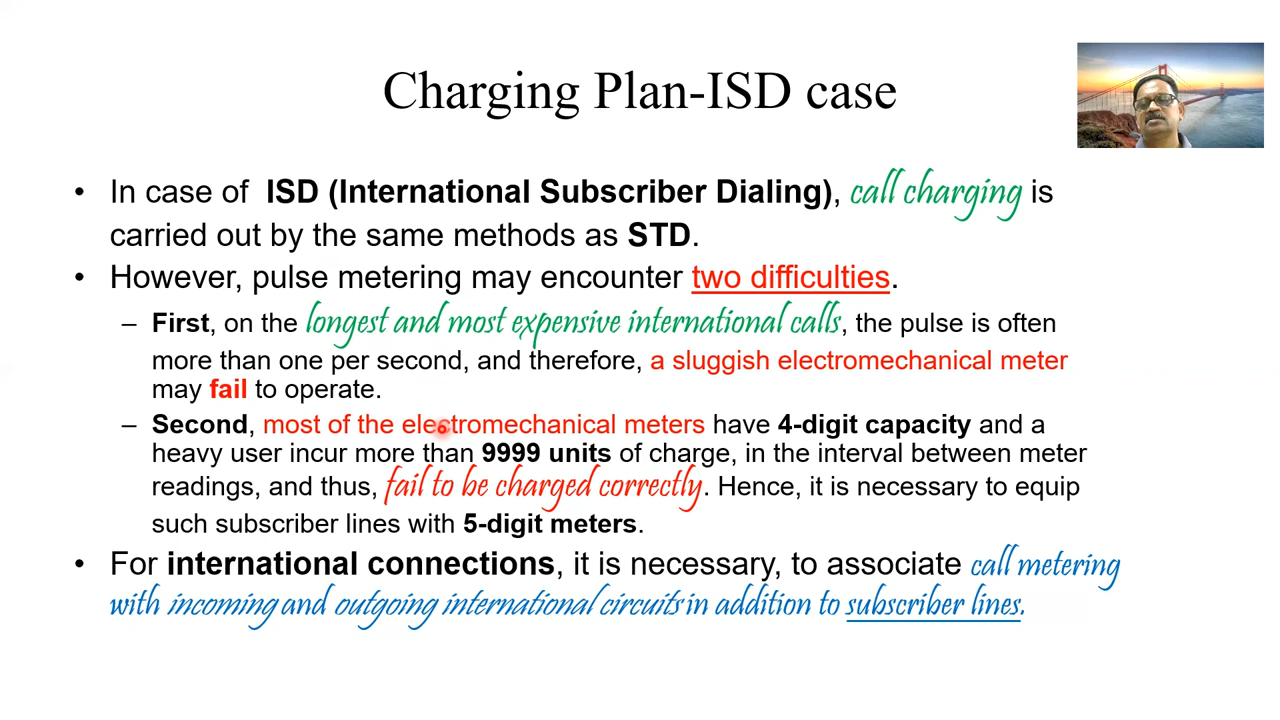 Charging Plan-ISD case
• In case of ISD (International Subscriber Dialing), call charging is
carried out by the same methods as STD.
• However, pulse metering may encounter two difficulties.
– First, on the longest and most expensive international calls, the pulse is often
more than one per second, and therefore, a sluggish electromechanical meter
may fail to operate.
– Second, most of the electromechanical meters have 4-digit capacity and a
heavy user incur more than 9999 units of charge, in the interval between meter
readings, and thus, fail to be charged correctly. Hence, it is necessary to equip
such subscriber lines with 5-digit meters.
• For international connections, it is necessary, to associate call metering
with incoming and outgoing international circuits in addition to subscriber lines.